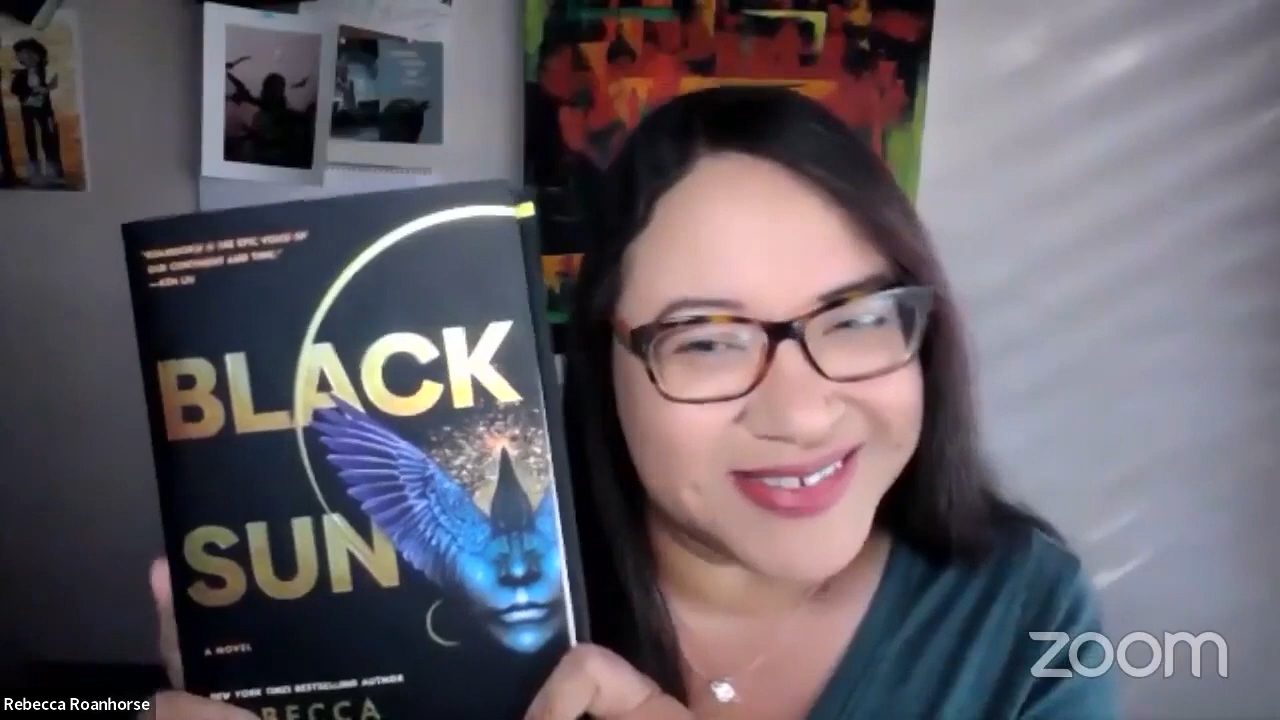 "ROANHORSE IS THE EPIC VOICE OF
OUR CONTINENT AND TIME."
—KEN LIU
BLACK
SUN
A NOVEL
NEW YORK TIMES BESTSELLING AUTHOR
REBECCA
zoom
Rebecca Roanhorse